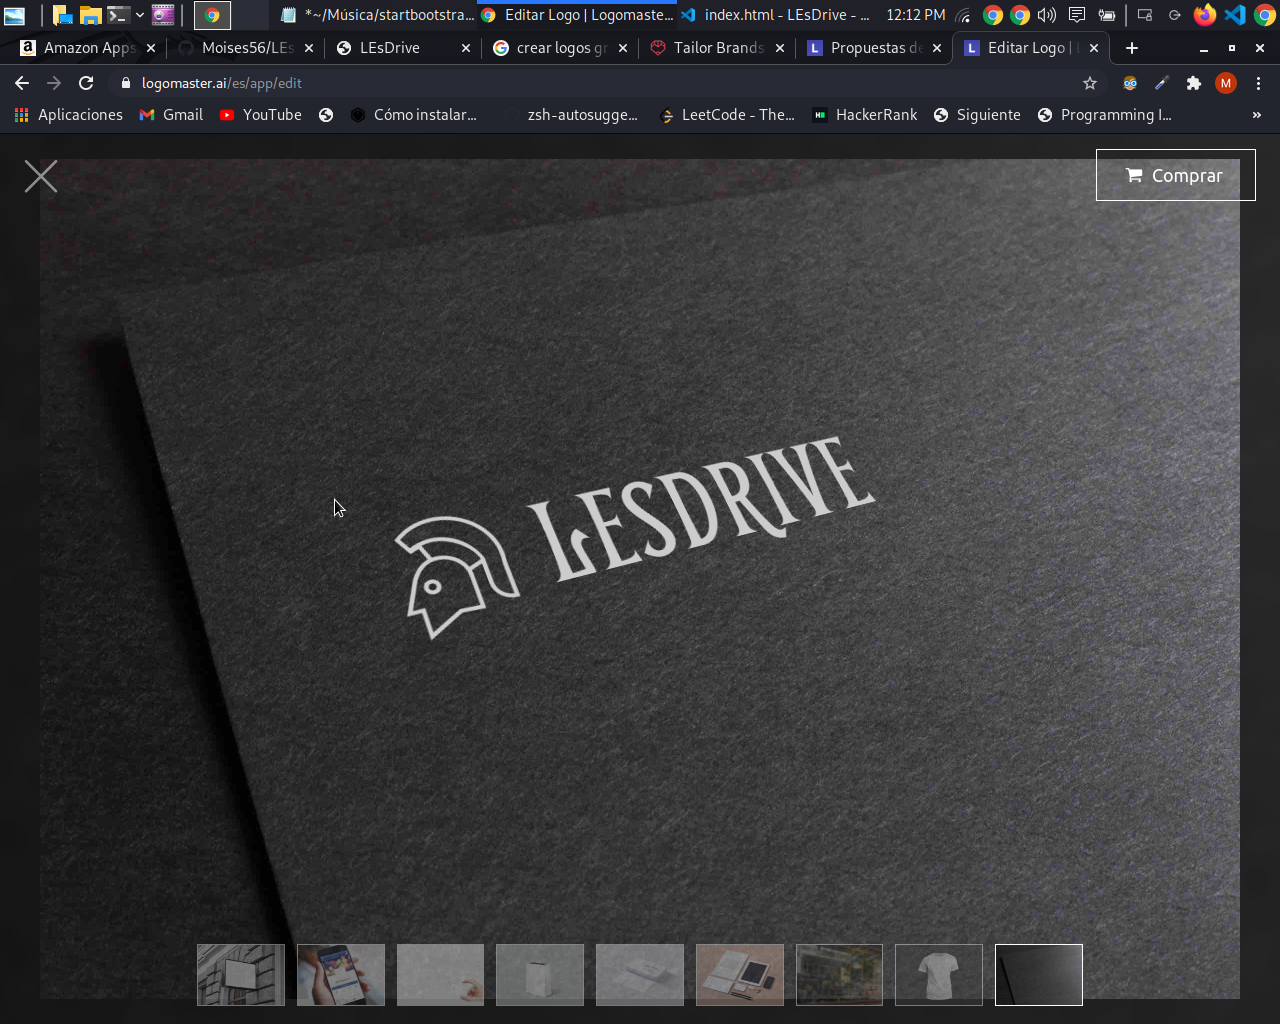 *~/Música/startbootstra...
Editar Logo | Logomaste...
index.html - LEsDrive - ...
12:12 PM
Amazon Apps
Moises56/LEs
LEsDrive
crear logos gr
Tailor Brands
Propuestas de
Editar Logo | L
logomaster.ai/es/app/edit
M
Aplicaciones
Gmail
YouTube
Cómo instalar...
zsh-autosugge...
LeetCode - The...
HackerRank
Siguiente
Programming I...
»
Comprar
LESDRIVE